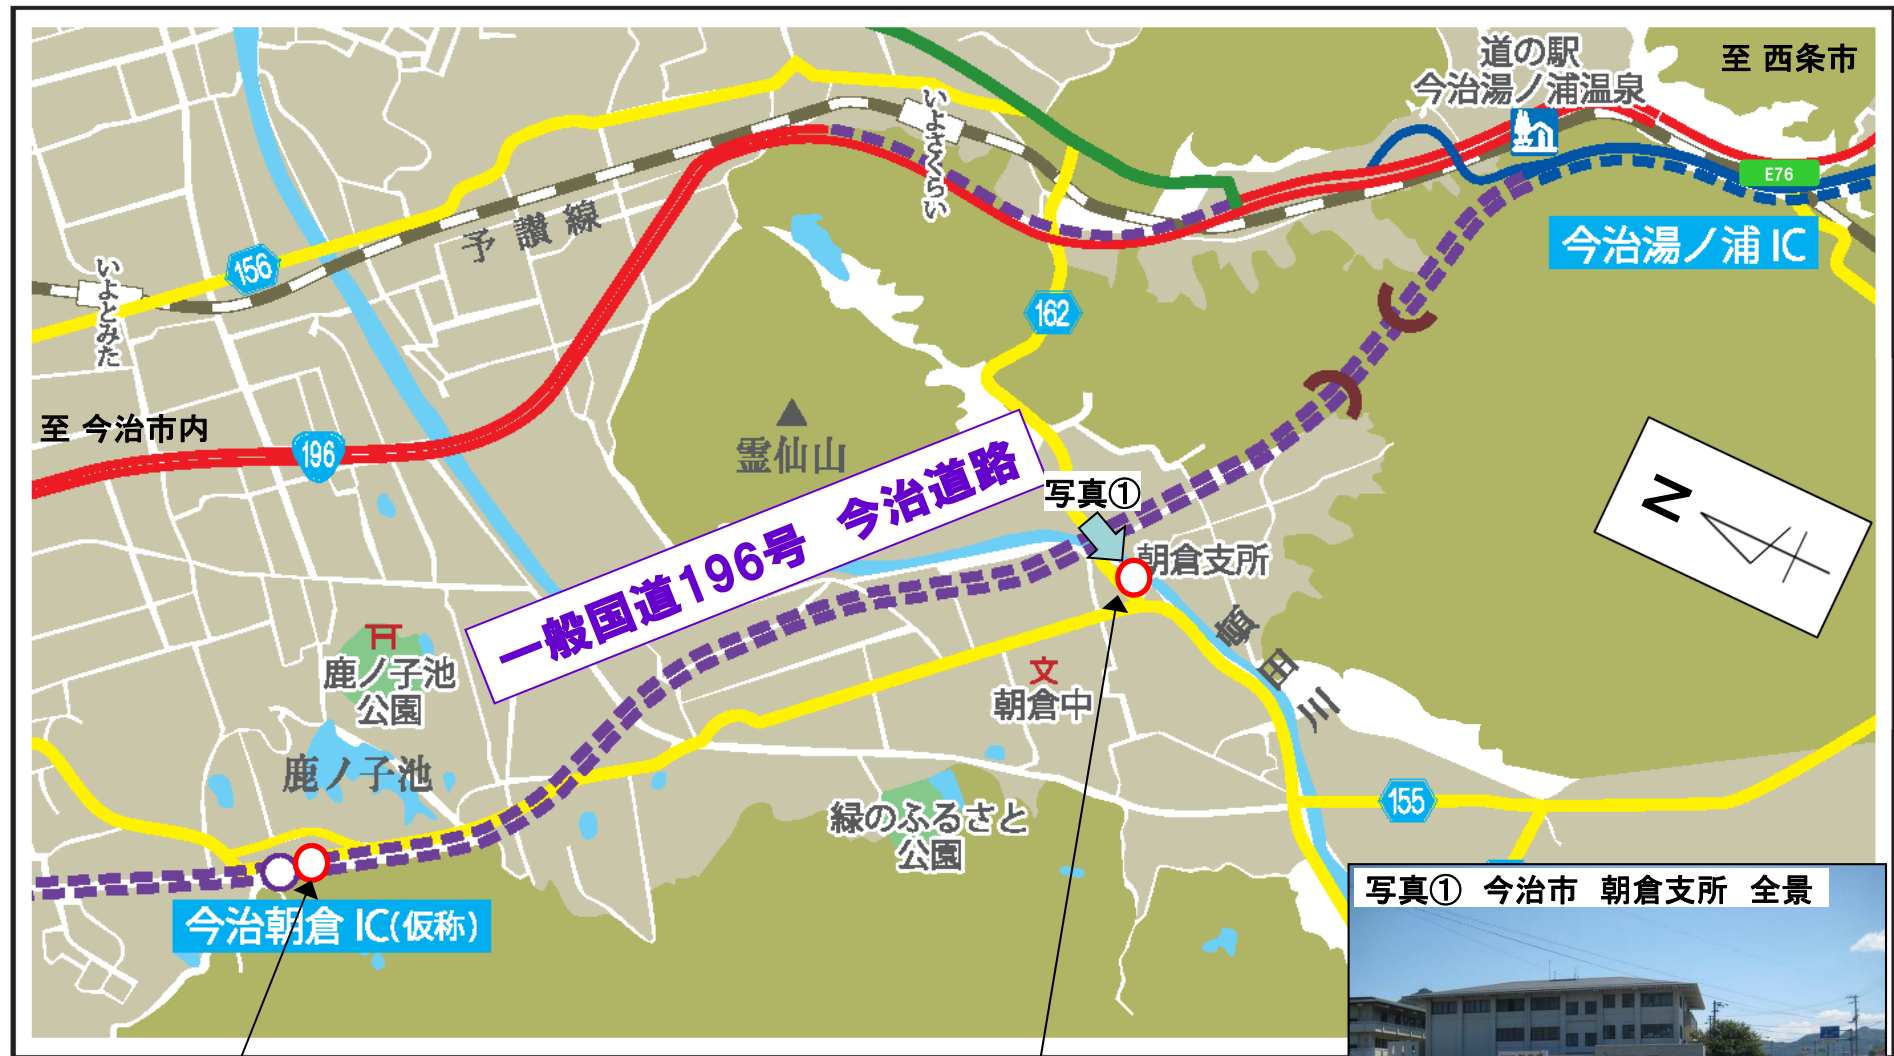 道の駅
今治湯ノ浦温泉
至 西条市
E76
今治湯ノ浦 IC
いよさくらい
予讃線
156
いよとみた
162
至 今治市内
196
霊仙山
一般国道196号 今治道路
写真①
朝倉支所
N
頓田川
鹿ノ子池
公園
朝倉中
文
鹿ノ子池
緑のふるさと
公園
155
今治朝倉 IC(仮称)
写真① 今治市 朝倉支所 全景